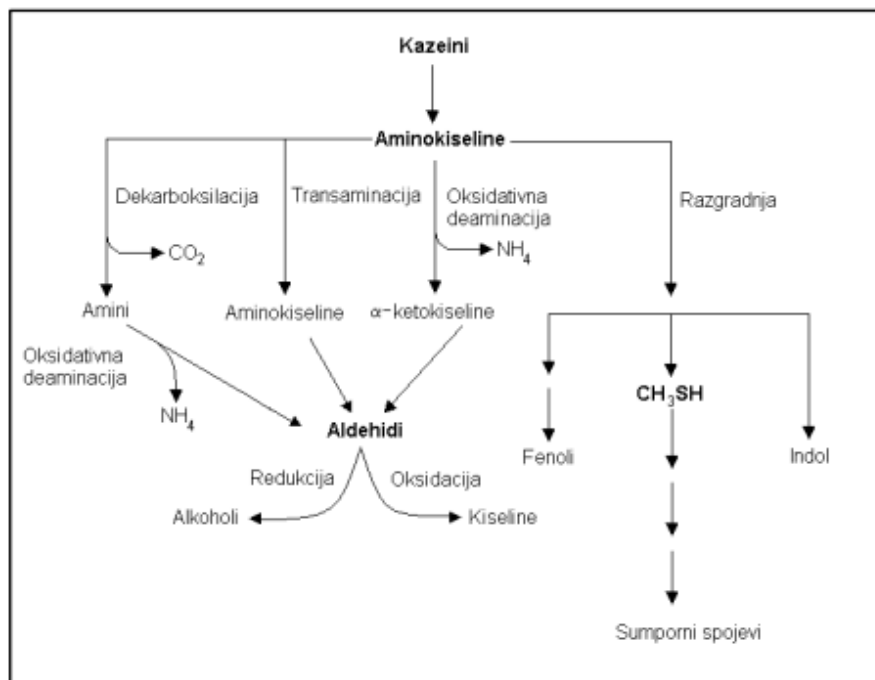 Kazeini
Aminokiseline
Dekarboksilacija
Transaminacija
Oksidativna
deaminacija
Razgradnja
CO₂
NH₄
Amini
Aminokiseline
α-ketokiseline
Oksidativna
deaminacija
NH₄
CH₃SH
Aldehidi
Fenoli
Indol
Redukcija
Oksidacija
Alkoholi
Kiseline
Sumporni spojevi